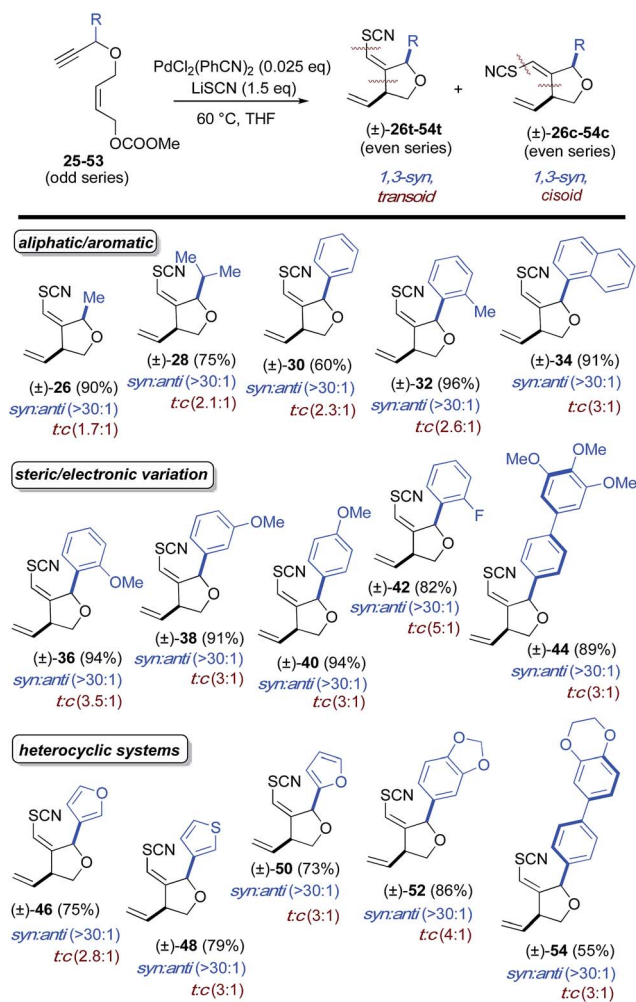 R
O
OCOOMe
25-53
(odd series)
PdCl2(PhCN)2 (0.025 eq)
LiSCN (1.5 eq)
60 °C, THF
SCN
R
O
(±)-26t-54t
(even series)
1,3-syn,
transoid
+
NCS
R
O
(±)-26c-54c
(even series)
1,3-syn,
cisoid
aliphatic/aromatic
SCN
Me
O
(±)-26 (90%)
syn:anti (>30:1)
t:c(1.7:1)
Me
SCN
Me
O
(±)-28 (75%)
syn:anti (>30:1)
t:c(2.1:1)
SCN
O
(±)-30 (60%)
syn:anti (>30:1)
t:c(2.3:1)
SCN
Me
O
(±)-32 (96%)
syn:anti (>30:1)
t:c(2.6:1)
SCN
O
(±)-34 (91%)
syn:anti (>30:1)
t:c(3:1)
steric/electronic variation
SCN
OMe
O
(±)-36 (94%)
syn:anti (>30:1)
t:c(3.5:1)
OMe
SCN
O
(±)-38 (91%)
syn:anti (>30:1)
t:c(3:1)
OMe
SCN
O
(±)-40 (94%)
syn:anti (>30:1)
t:c(3:1)
SCN
F
O
(±)-42 (82%)
syn:anti (>30:1)
t:c(5:1)
OMe
MeO
OMe
SCN
O
(±)-44 (89%)
syn:anti (>30:1)
t:c(3:1)
heterocyclic systems
O
SCN
O
(±)-46 (75%)
syn:anti (>30:1)
t:c(2.8:1)
S
SCN
O
(±)-48 (79%)
syn:anti (>30:1)
t:c(3:1)
O
SCN
O
(±)-50 (73%)
syn:anti (>30:1)
t:c(3:1)
O
O
SCN
O
(±)-52 (86%)
syn:anti (>30:1)
t:c(4:1)
O
O
SCN
O
(±)-54 (55%)
syn:anti (>30:1)
t:c(3:1)